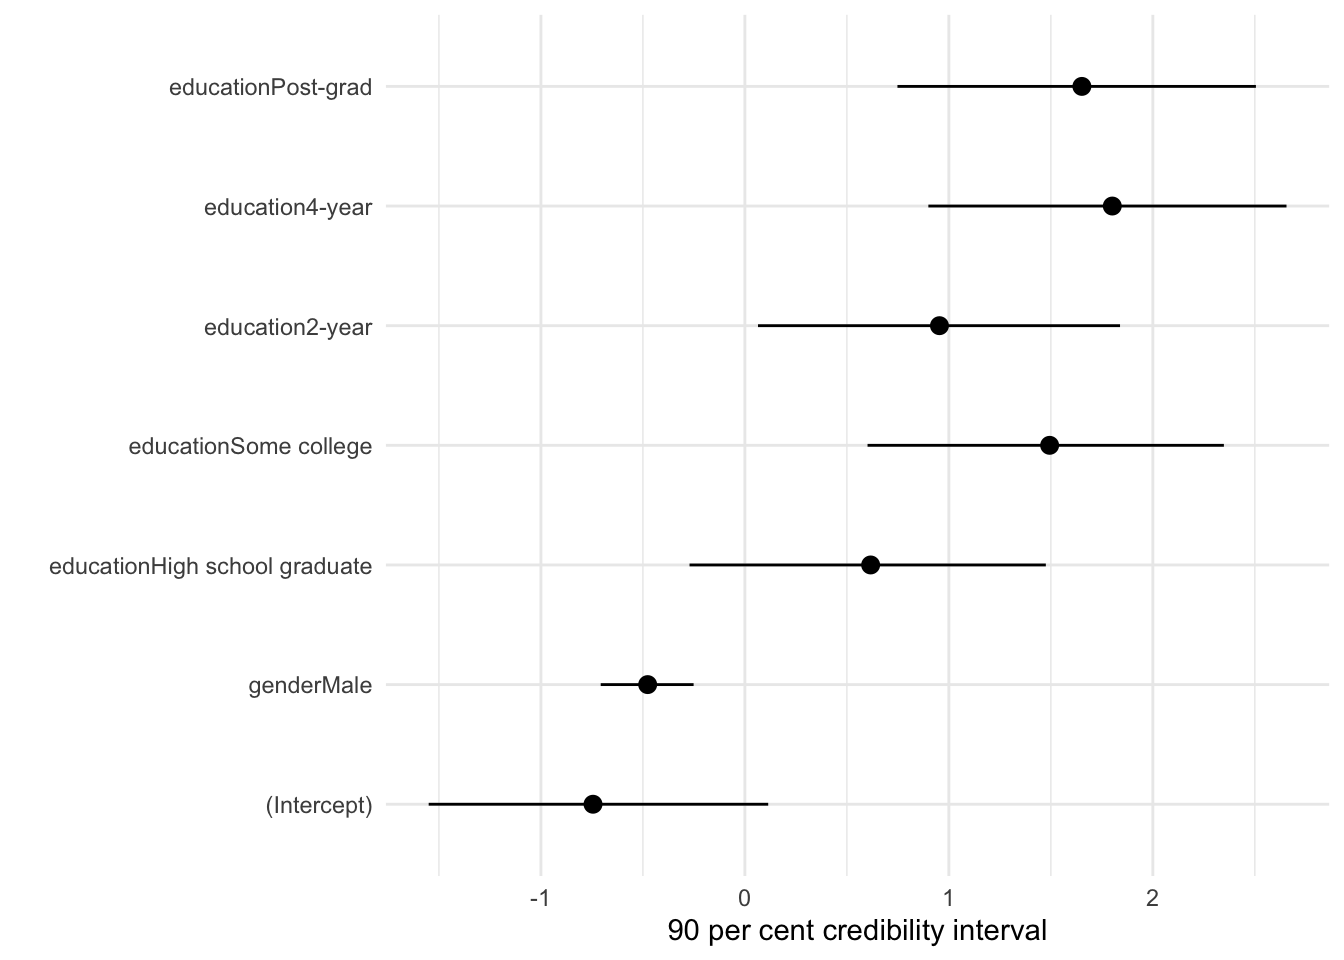 educationPost-grad
education4-year
education2-year
educationSome college
educationHigh school graduate
genderMale
(Intercept)
-1 0 1 2
90 per cent credibility interval